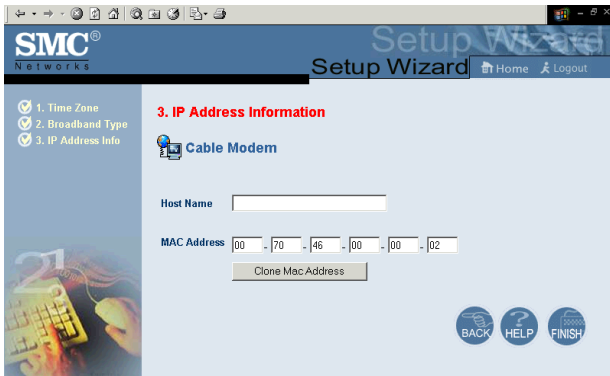 SMC®
Networks
Setup Wizard
Setup Wizard
Home
Logout
1. Time Zone
2. Broadband Type
3. IP Address Info
3. IP Address Information
Cable Modem
Host Name
MAC Address 00 - 70 - 46 - 00 - 00 - 02
Clone Mac Address
BACK
HELP
FINISH